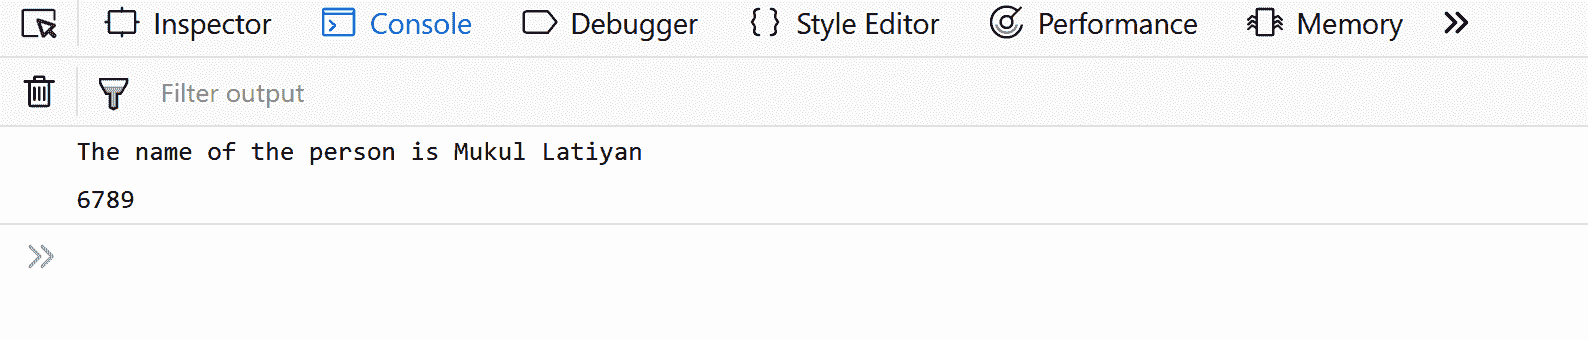 Inspector Console Debugger { } Style Editor Performance Memory
Filter output
The name of the person is Mukul Latiyan
6789